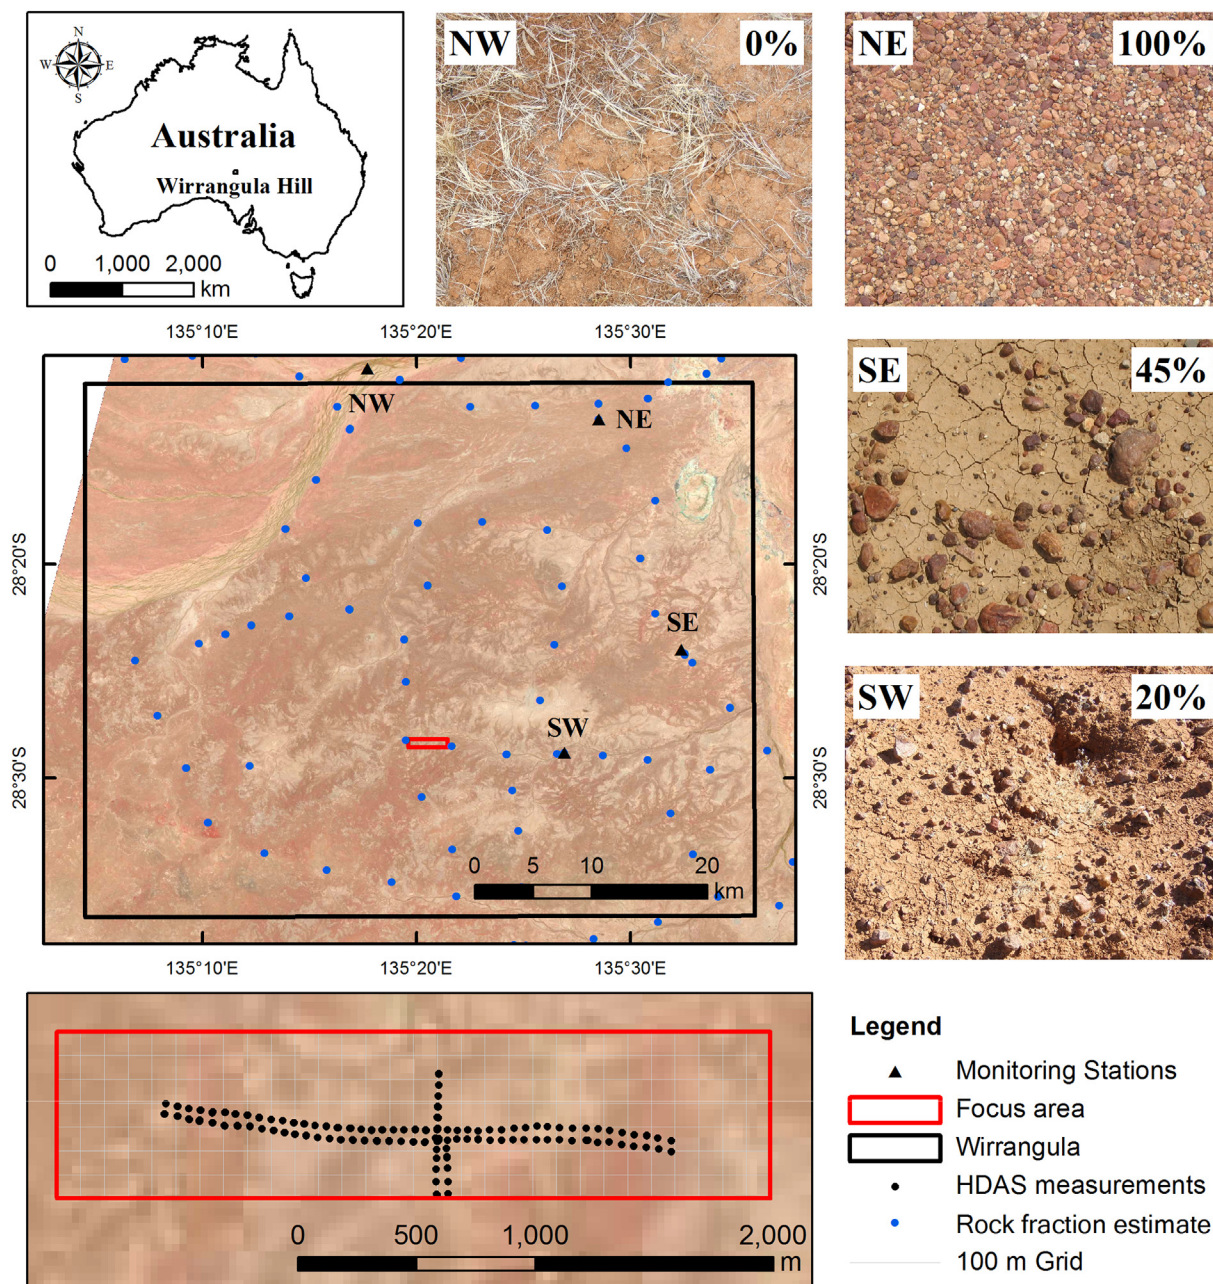 N
W E
S
Australia
Wirrangula Hill
0 1,000 2,000
km
NW 0%
NE 100%
135°10'E 135°20'E 135°30'E
NW
NE
28°20'S 28°20'S
SE
SW
28°30'S 28°30'S
0 5 10 20
km
135°10'E 135°20'E 135°30'E
SE 45%
SW 20%
0 500 1,000 2,000
m
Legend
Monitoring Stations
Focus area
Wirrangula
HDAS measurements
Rock fraction estimate
100 m Grid